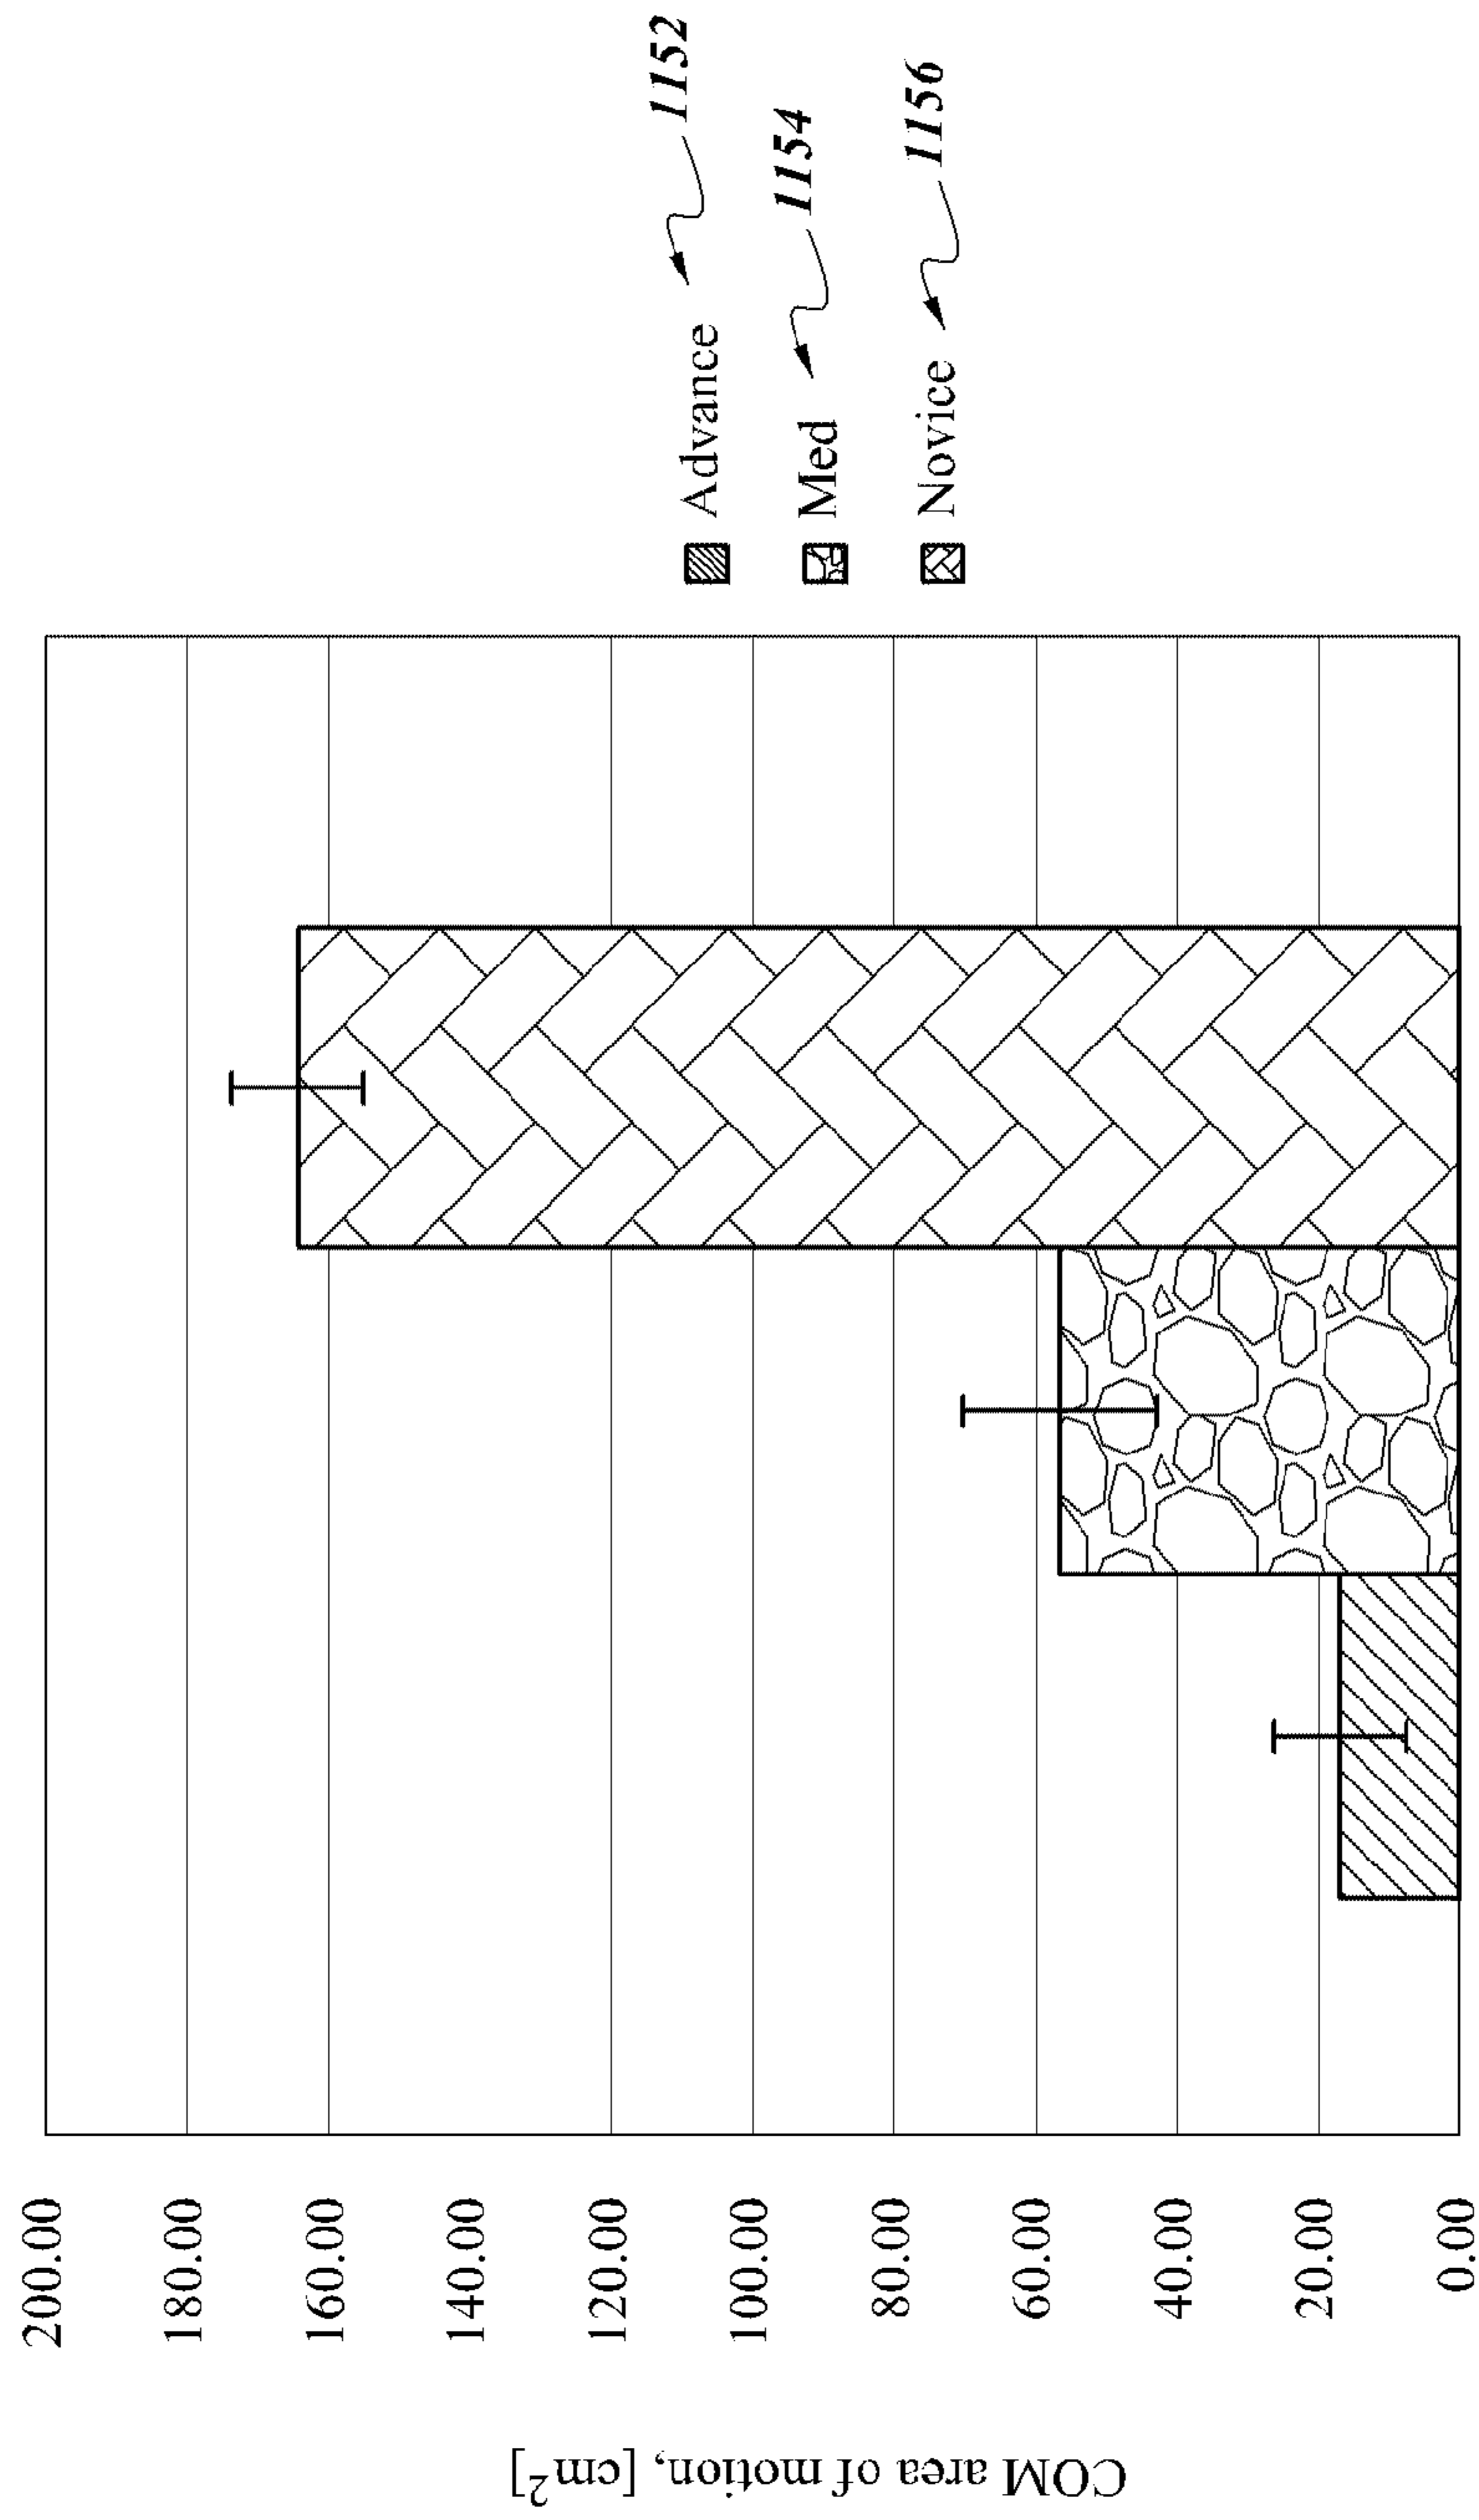 COM area of motion, [cm2]
200.00
180.00
160.00
140.00
120.00
100.00
80.00
60.00
40.00
20.00
0.00
Advance 1152
Med 1154
Novice 1156